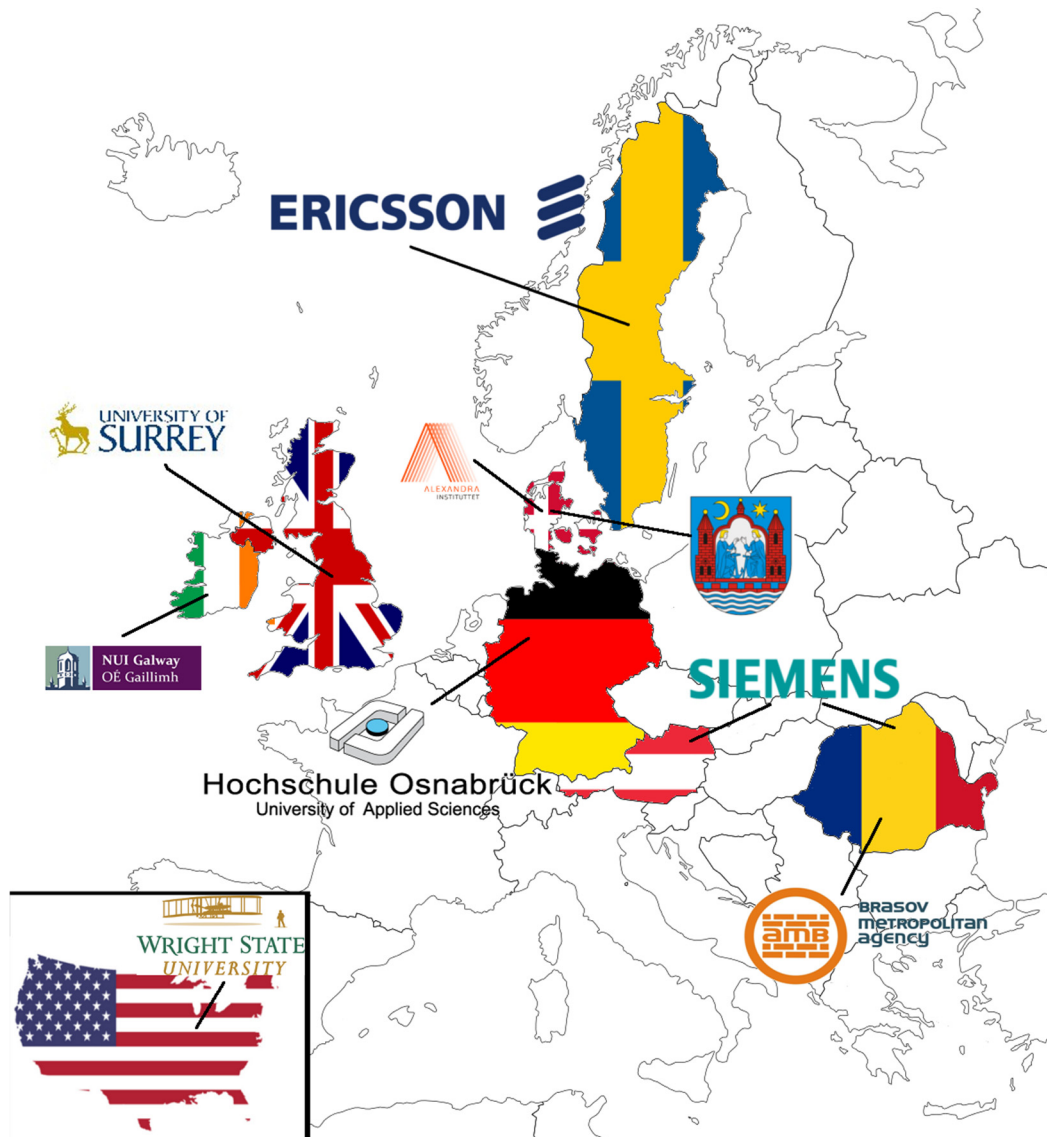 ERICSSON
UNIVERSITY OF
SURREY
ALEXANDRA
INSTITUTTET
NUI Galway
OÉ Gaillimh
SIEMENS
Hochschule Osnabrück
University of Applied Sciences
WRIGHT STATE
UNIVERSITY
amB
BRASOV
METROPOLITAN
agency